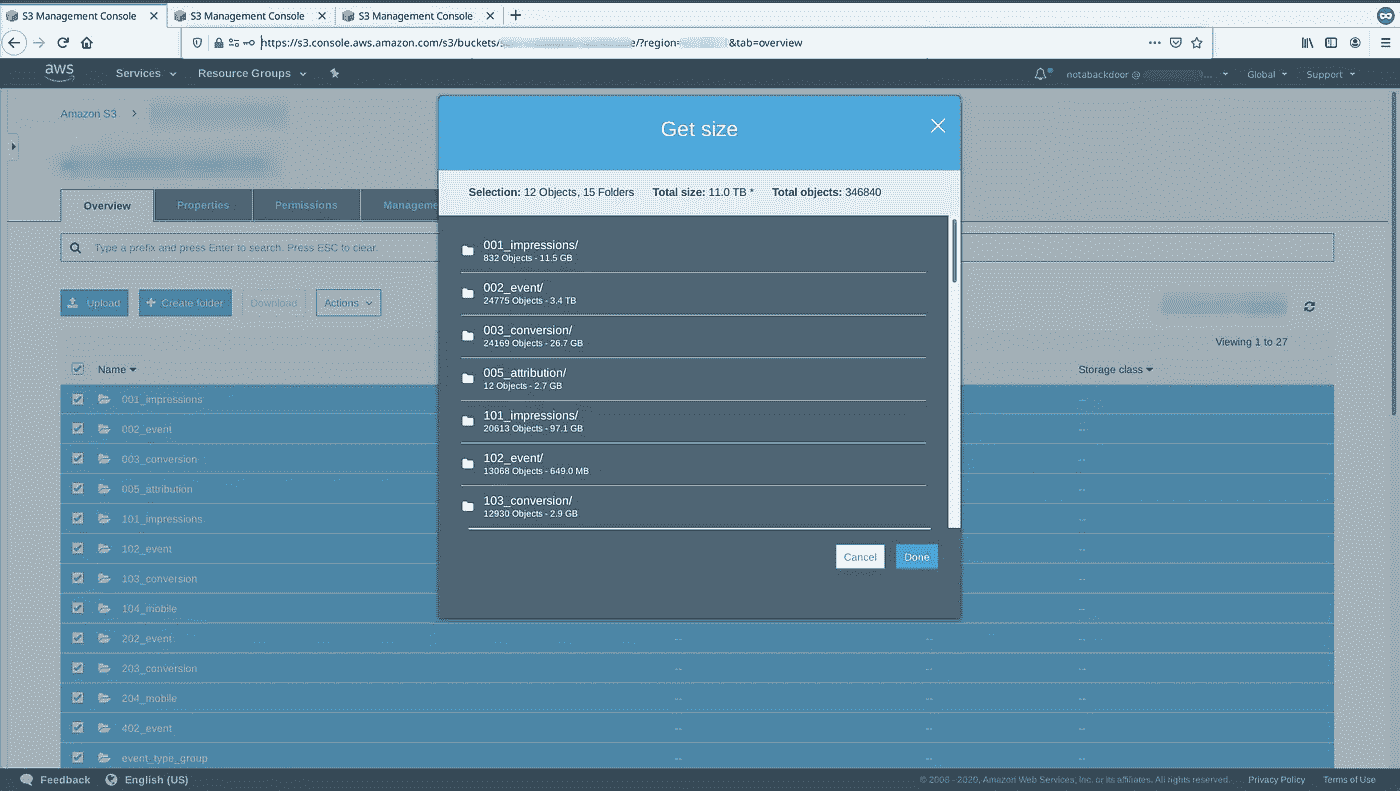 S3 Management Console S3 Management Console S3 Management Console
https://s3.console.aws.amazon.com/s3/buckets/ e/?region= &tab=overview
aws Services Resource Groups notabackdoor @ ... Global Support
Amazon S3
Overview Properties Permissions Manageme
Type a prefix and press Enter to search. Press ESC to clear.
Upload Create folder Download Actions
Viewing 1 to 27
Name Storage class
001_impressions --
002_event --
003_conversion --
005_attribution --
101_impressions --
102_event --
103_conversion --
104_mobile --
202_event -- -- --
203_conversion -- -- --
204_mobile -- -- --
402_event -- -- --
event_type_group -- -- --
Get size
Selection: 12 Objects, 15 Folders Total size: 11.0 TB * Total objects: 346840
001_impressions/
832 Objects - 11.5 GB
002_event/
24775 Objects - 3.4 TB
003_conversion/
24169 Objects - 26.7 GB
005_attribution/
12 Objects - 2.7 GB
101_impressions/
20613 Objects - 97.1 GB
102_event/
13068 Objects - 649.0 MB
103_conversion/
12930 Objects - 2.9 GB
Cancel Done
Feedback English (US) © 2008 - 2020, Amazon Web Services, Inc. or its affiliates. All rights reserved. Privacy Policy Terms of Use